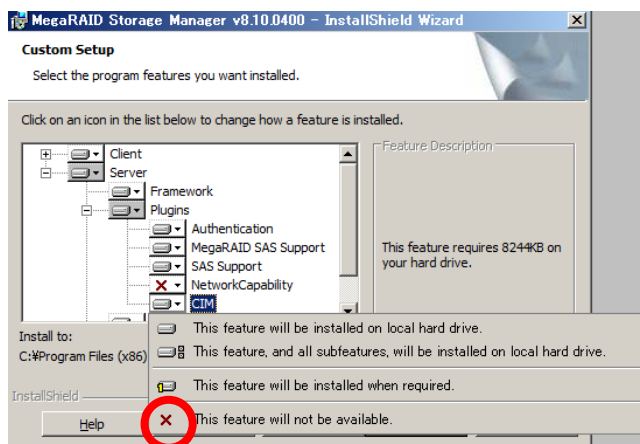 MegaRAID Storage Manager v8.10.0400 - InstallShield Wizard
Custom Setup
Select the program features you want installed.
Click on an icon in the list below to change how a feature is installed.
Client
Server
Framework
Plugins
Authentication
MegaRAID SAS Support
SAS Support
NetworkCapability
CIM
Feature Description
This feature requires 8244KB on
your hard drive.
Install to:
C:¥Program Files (x86)
This feature will be installed on local hard drive.
This feature, and all subfeatures, will be installed on local hard drive.
This feature will be installed when required.
This feature will not be available.
InstallShield
Help